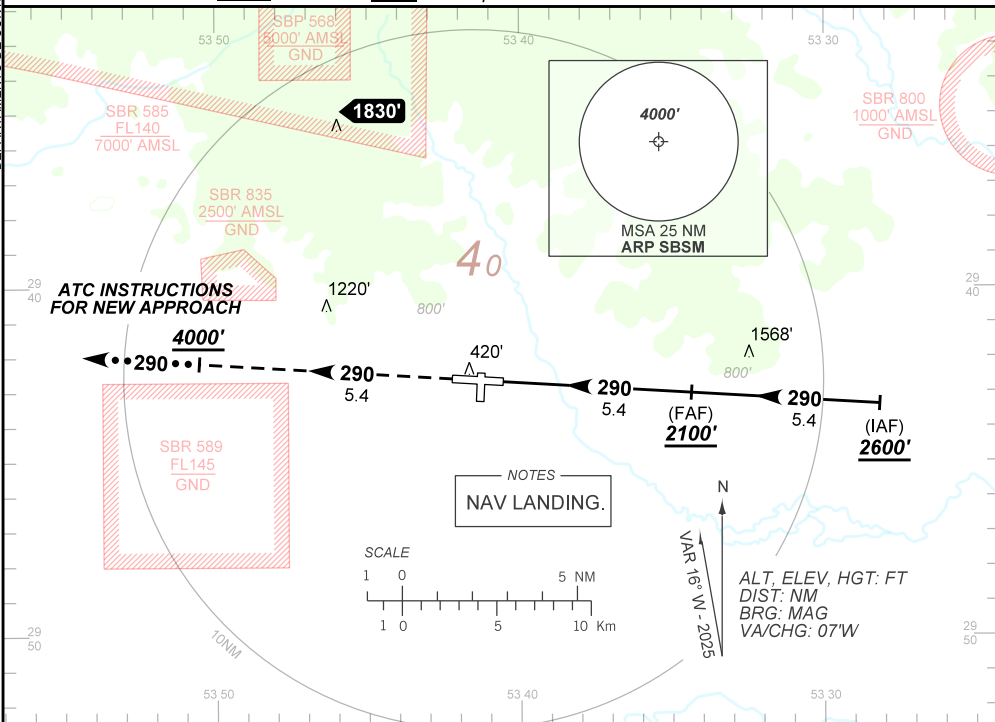 53 50
53 40
53 30
SBP 568
5000' AMSL
GND
SBR 585
FL140
7000' AMSL
1830'
4000'
MSA 25 NM
ARP SBSM
SBR 800
1000' AMSL
GND
SBR 835
2500' AMSL
GND
40
29
40
29
40
ATC INSTRUCTIONS
FOR NEW APPROACH
4000'
1220'
800'
1568'
800'
420'
290
290
5.4
290
5.4
290
5.4
(FAF)
2100'
(IAF)
2600'
SBR 589
FL145
GND
NOTES
NAV LANDING.
N
VAR 16° W - 2025
SCALE
1 0 5 NM
1 0 5 10 Km
ALT, ELEV, HGT: FT
DIST: NM
BRG: MAG
VA/CHG: 07'W
29
50
29
50
10NM
53 50
53 40
53 30